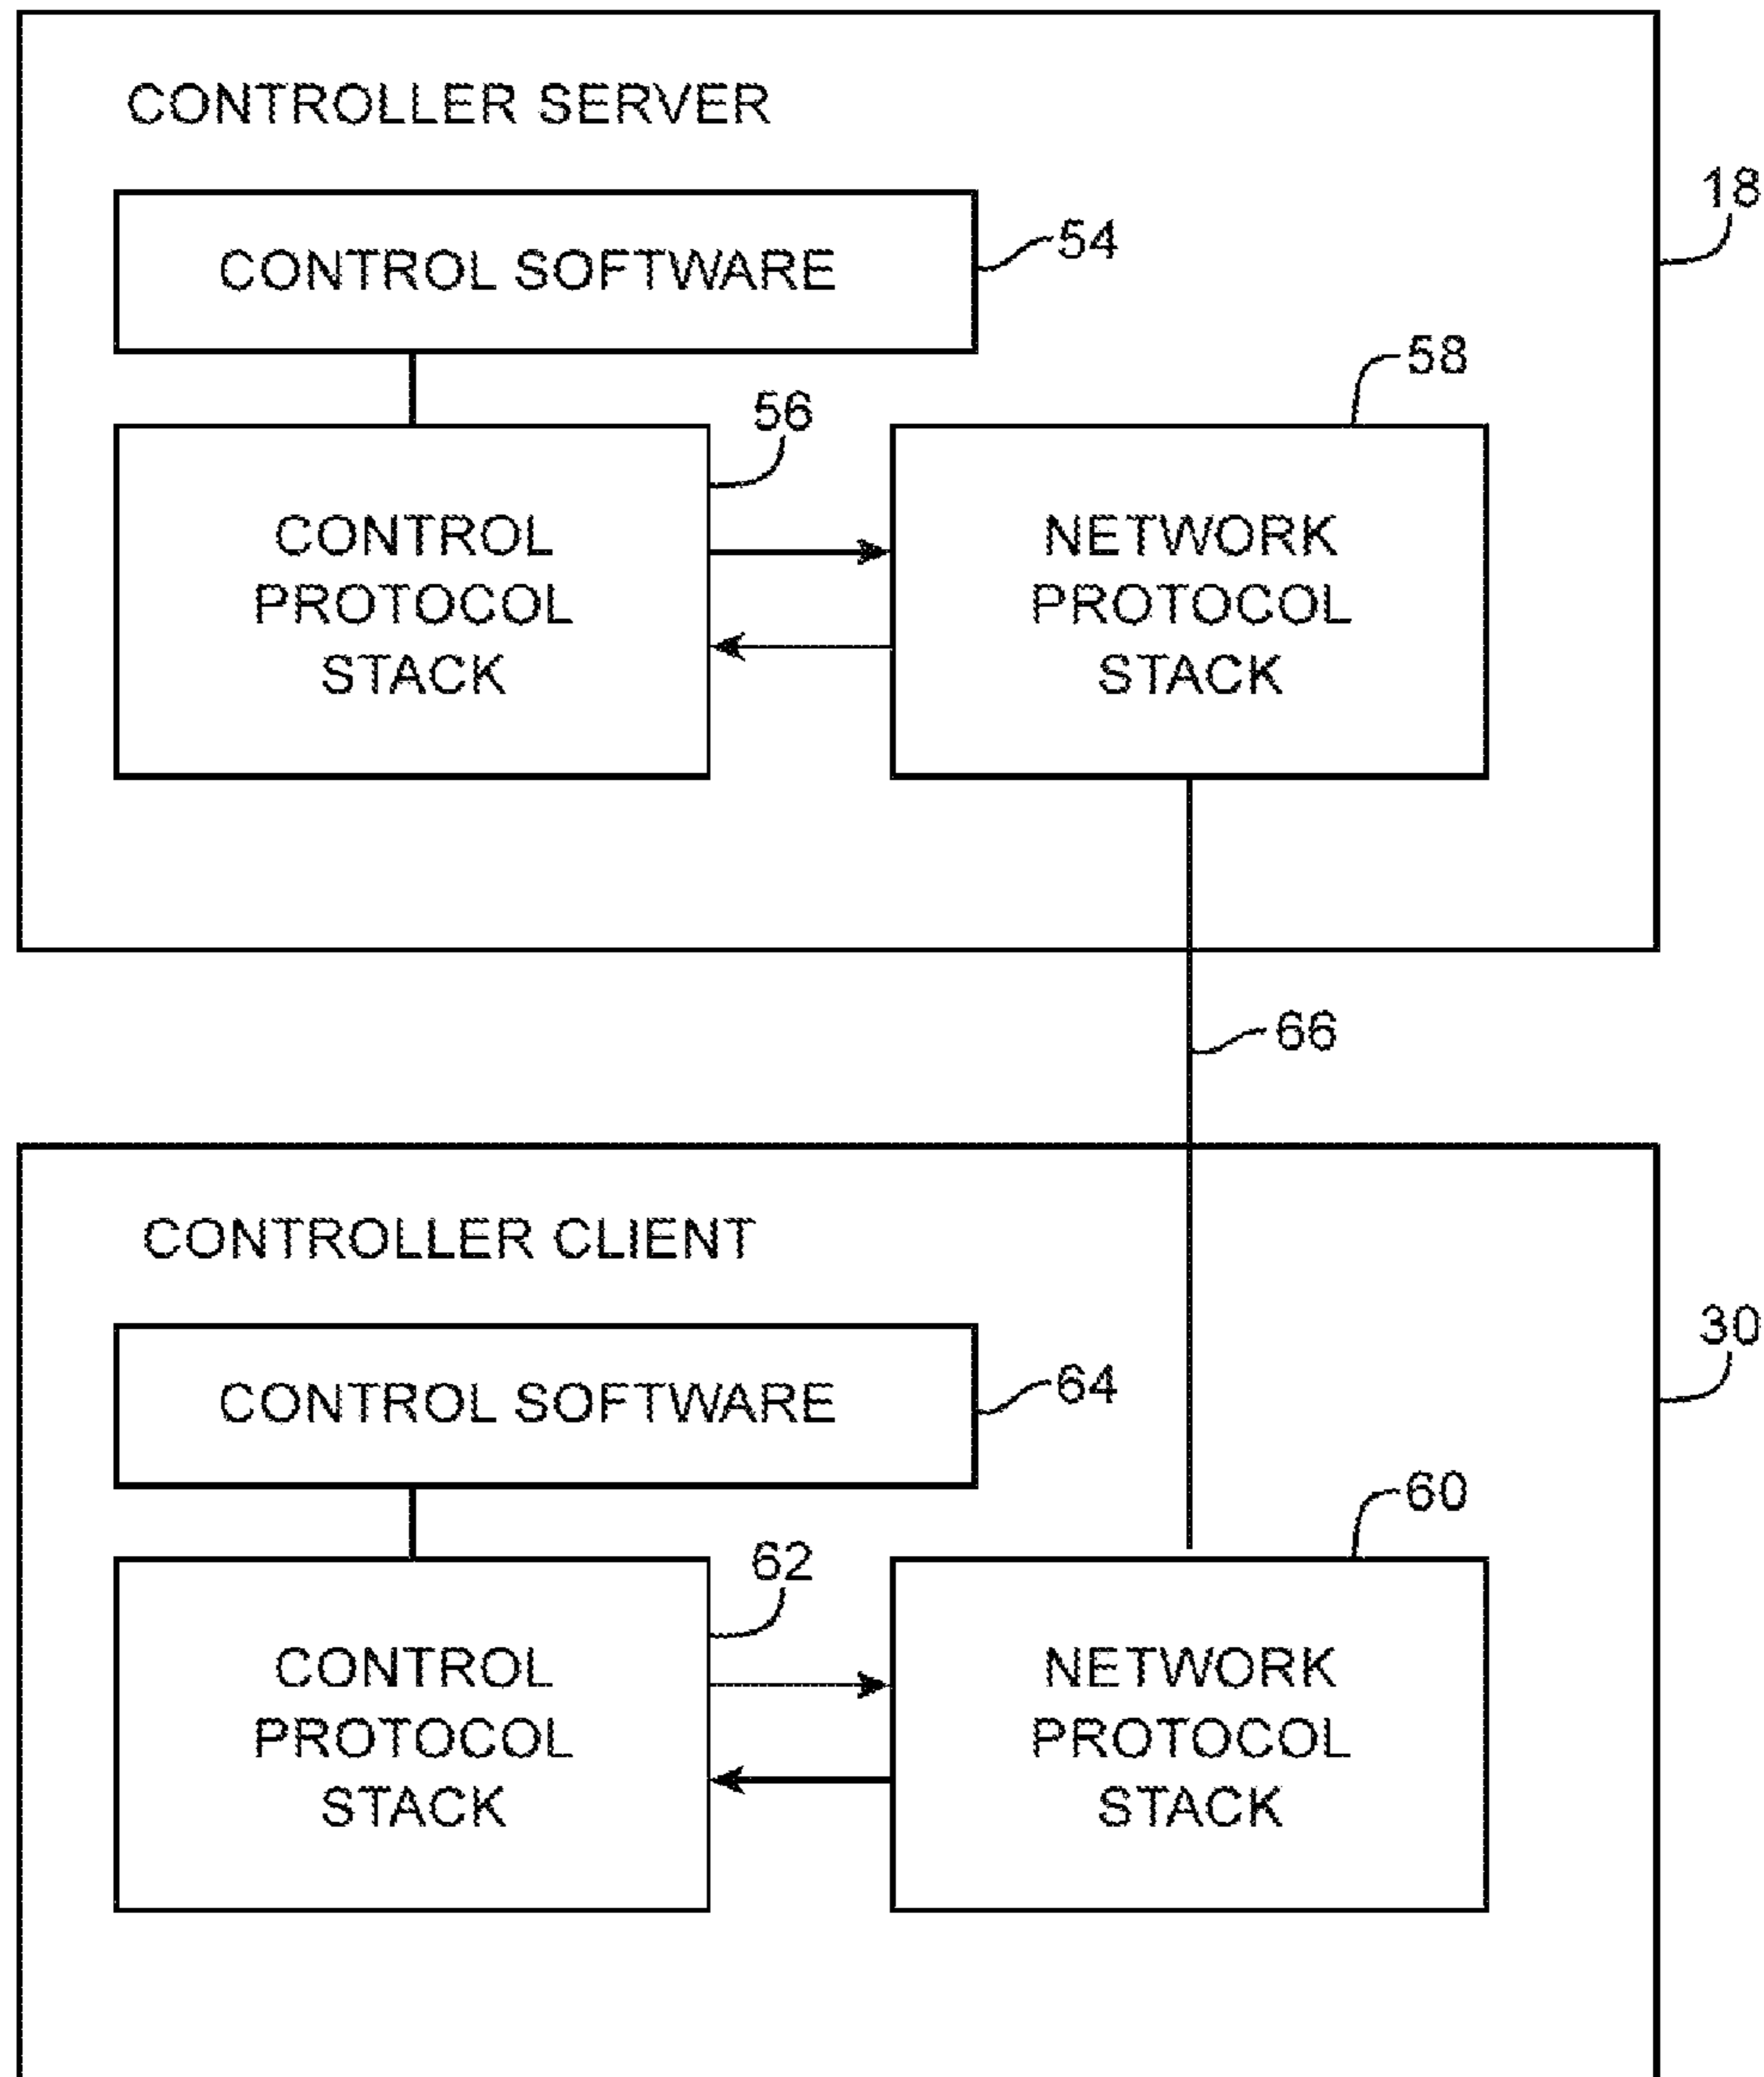 CONTROLLER SERVER
18
CONTROL SOFTWARE
54
58
56
CONTROL
PROTOCOL
STACK
NETWORK
PROTOCOL
STACK
66
CONTROLLER CLIENT
30
CONTROL SOFTWARE
64
60
62
CONTROL
PROTOCOL
STACK
NETWORK
PROTOCOL
STACK